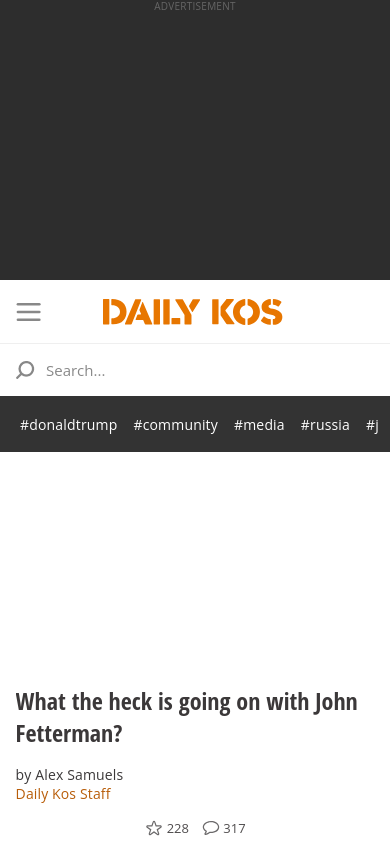 ADVERTISEMENT
DAILY KOS
Search...
#donaldtrump #community #media #russia #j
What the heck is going on with John
Fetterman?
by Alex Samuels
Daily Kos Staff
228 317